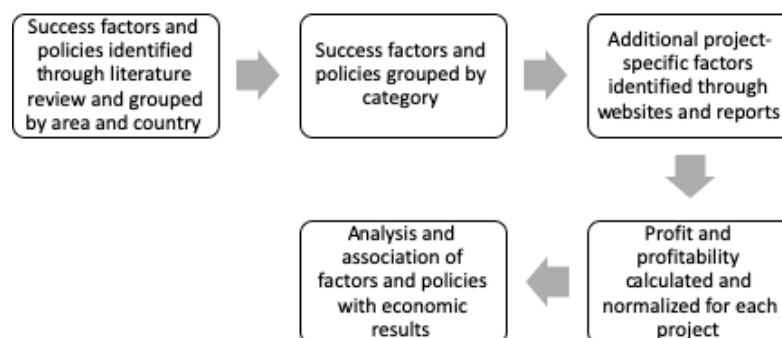 Success factors and
policies identified
through literature
review and grouped
by area and country
Success factors and
policies grouped by
category
Additional project-
specific factors
identified through
websites and reports
Profit and
profitability
calculated and
normalized for each
project
Analysis and
association of
factors and policies
with economic
results